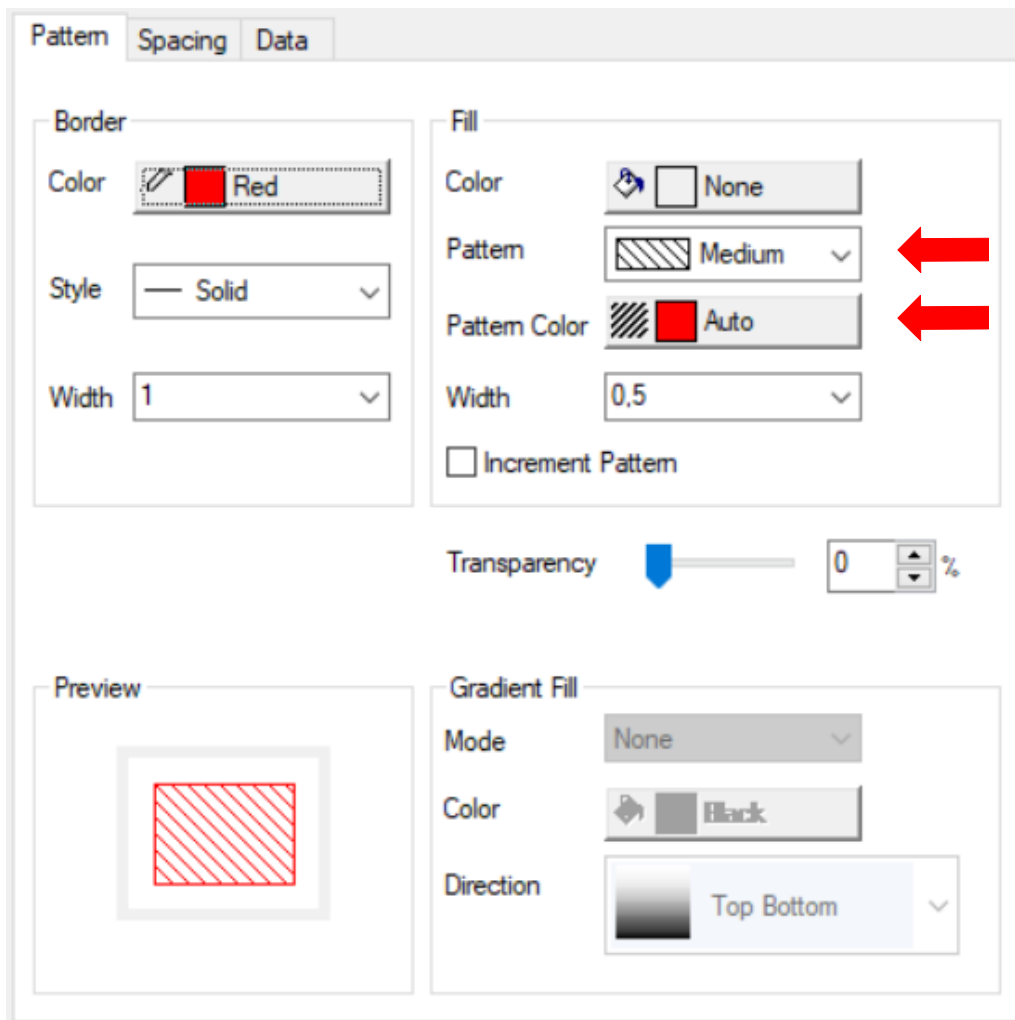 Pattern Spacing Data
Border
Color Red
Style Solid
Width 1
Fill
Color None
Pattern Medium
Pattern Color Auto
Width 0,5
Increment Pattern
Transparency 0 %
Preview
Gradient Fill
Mode None
Color Black
Direction Top Bottom